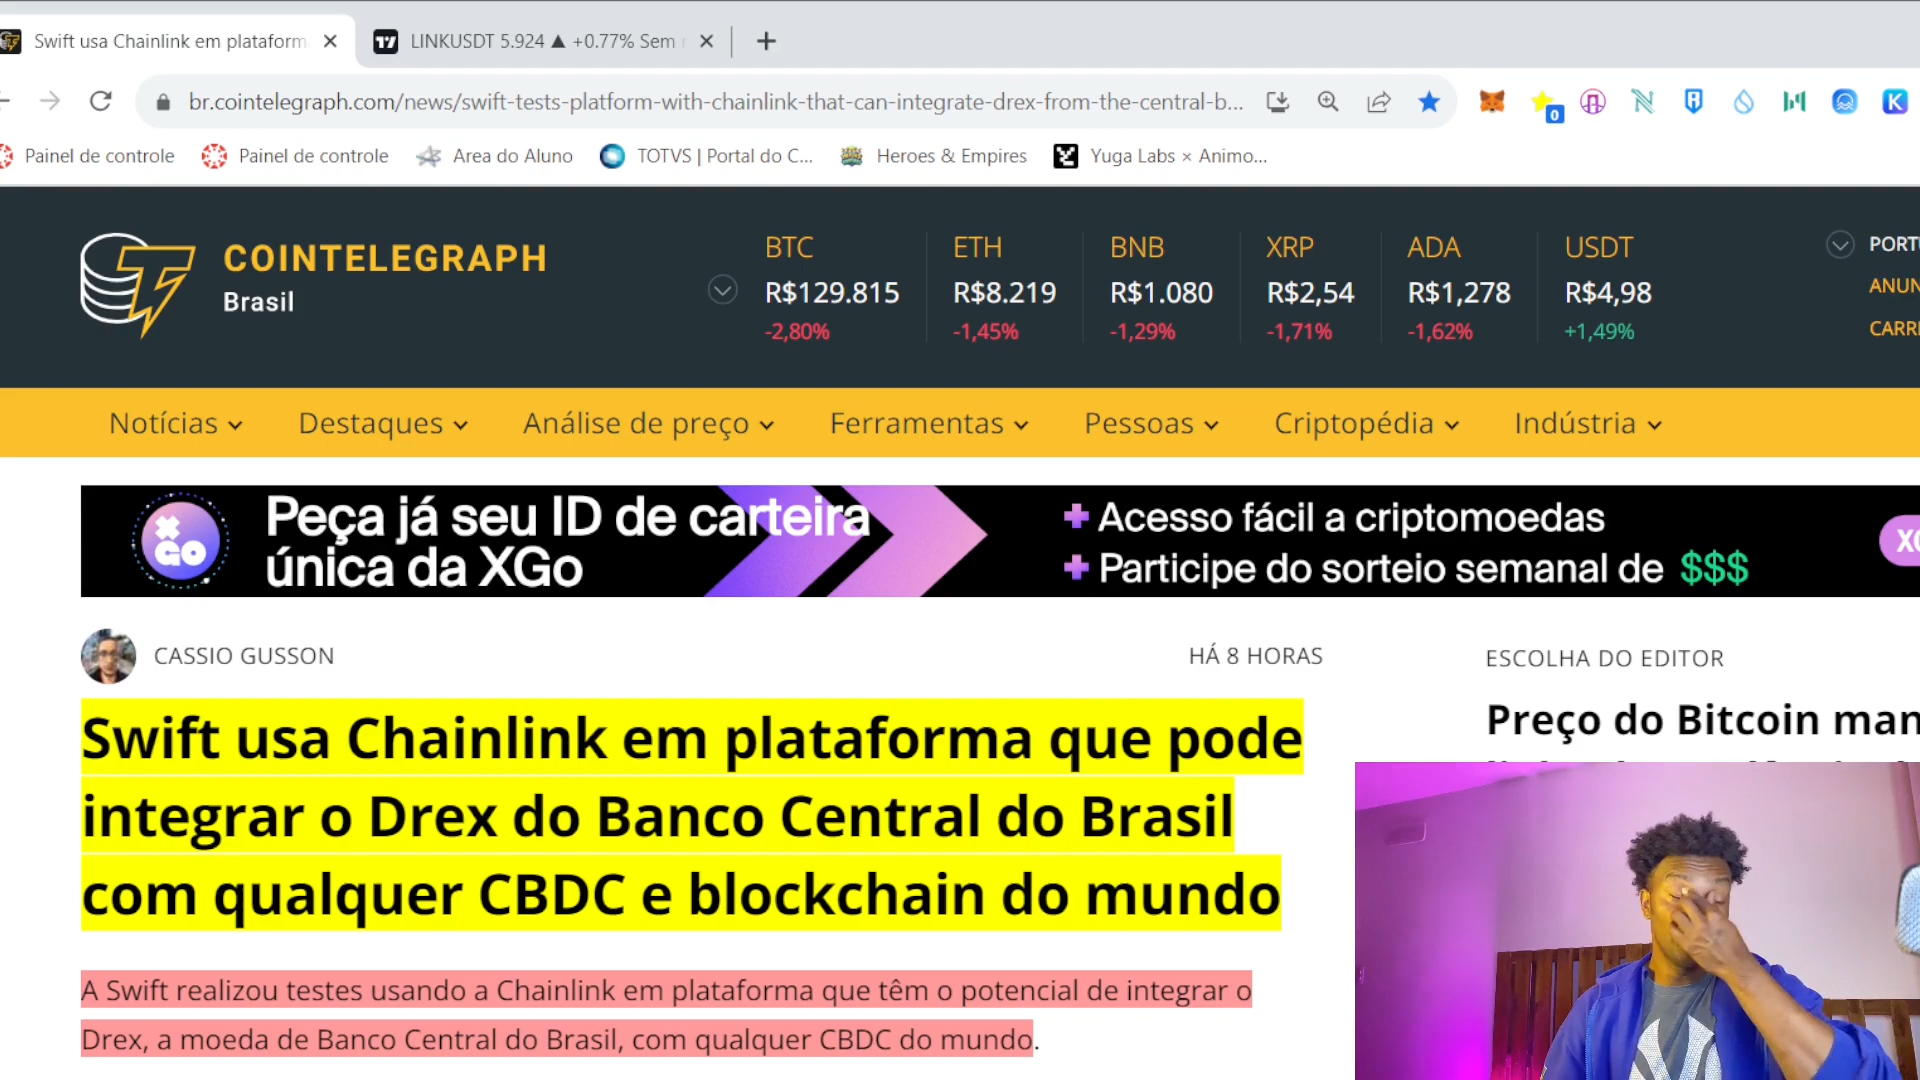 Swift usa Chainlink em plataform
LINKUSDT 5.924 ▲ +0.77% Sem
br.cointelegraph.com/news/swift-tests-platform-with-chainlink-that-can-integrate-drex-from-the-central-b...
0
K
Painel de controle
Painel de controle
Area do Aluno
TOTVS | Portal do C...
Heroes & Empires
Yuga Labs × Animo...
COINTELEGRAPH
Brasil
BTC
R$129.815
-2,80%
ETH
R$8.219
-1,45%
BNB
R$1.080
-1,29%
XRP
R$2,54
-1,71%
ADA
R$1,278
-1,62%
USDT
R$4,98
+1,49%
PORTU
ANUN
CARRE
Notícias
Destaques
Análise de preço
Ferramentas
Pessoas
Criptopédia
Indústria
XGO
Peça já seu ID de carteira
única da XGo
+ Acesso fácil a criptomoedas
+ Participe do sorteio semanal de $$$
CASSIO GUSSON
HÁ 8 HORAS
Swift usa Chainlink em plataforma que pode
integrar o Drex do Banco Central do Brasil
com qualquer CBDC e blockchain do mundo
A Swift realizou testes usando a Chainlink em plataforma que têm o potencial de integrar o
Drex, a moeda de Banco Central do Brasil, com qualquer CBDC do mundo.
ESCOLHA DO EDITOR
Preço do Bitcoin man